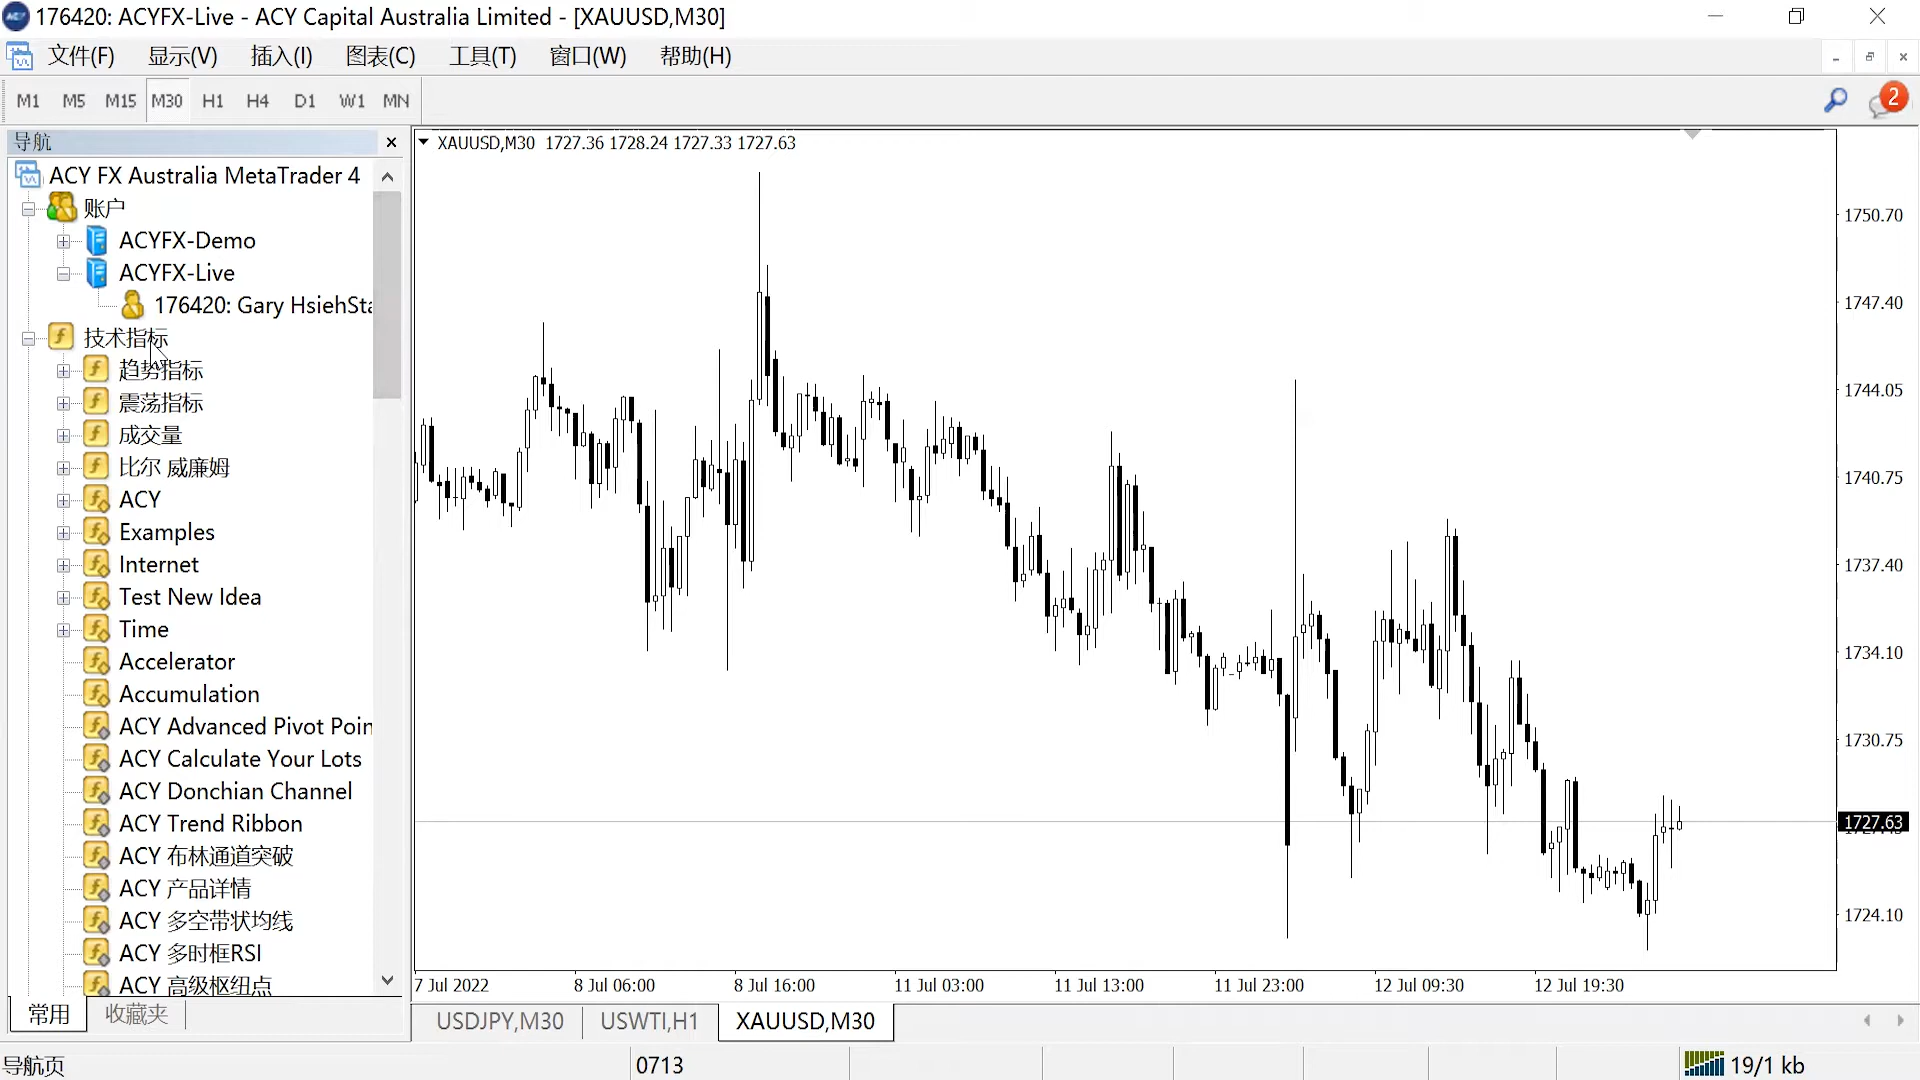 176420: ACYFX-Live - ACY Capital Australia Limited - [XAUUSD,M30]
文件(F) 显示(V) 插入(I) 图表(C) 工具(T) 窗口(W) 帮助(H)
M1 M5 M15 M30 H1 H4 D1 W1 MN
2
导航
ACY FX Australia MetaTrader 4
账户
ACYFX-Demo
ACYFX-Live
176420: Gary HsiehSta
技术指标
趋势指标
震荡指标
成交量
比尔 威廉姆
ACY
Examples
Internet
Test New Idea
Time
Accelerator
Accumulation
ACY Advanced Pivot Poin
ACY Calculate Your Lots
ACY Donchian Channel
ACY Trend Ribbon
ACY 布林通道突破
ACY 产品详情
ACY 多空带状均线
ACY 多时框RSI
ACY 高级枢纽点
常用 收藏夹
XAUUSD,M30 1727.36 1728.24 1727.33 1727.63
1750.70
1747.40
1744.05
1740.75
1737.40
1734.10
1730.75
1727.63
1724.10
7 Jul 2022 8 Jul 06:00 8 Jul 16:00 11 Jul 03:00 11 Jul 13:00 11 Jul 23:00 12 Jul 09:30 12 Jul 19:30
USDJPY,M30 USWTI,H1 XAUUSD,M30
导航页 0713 19/1 kb